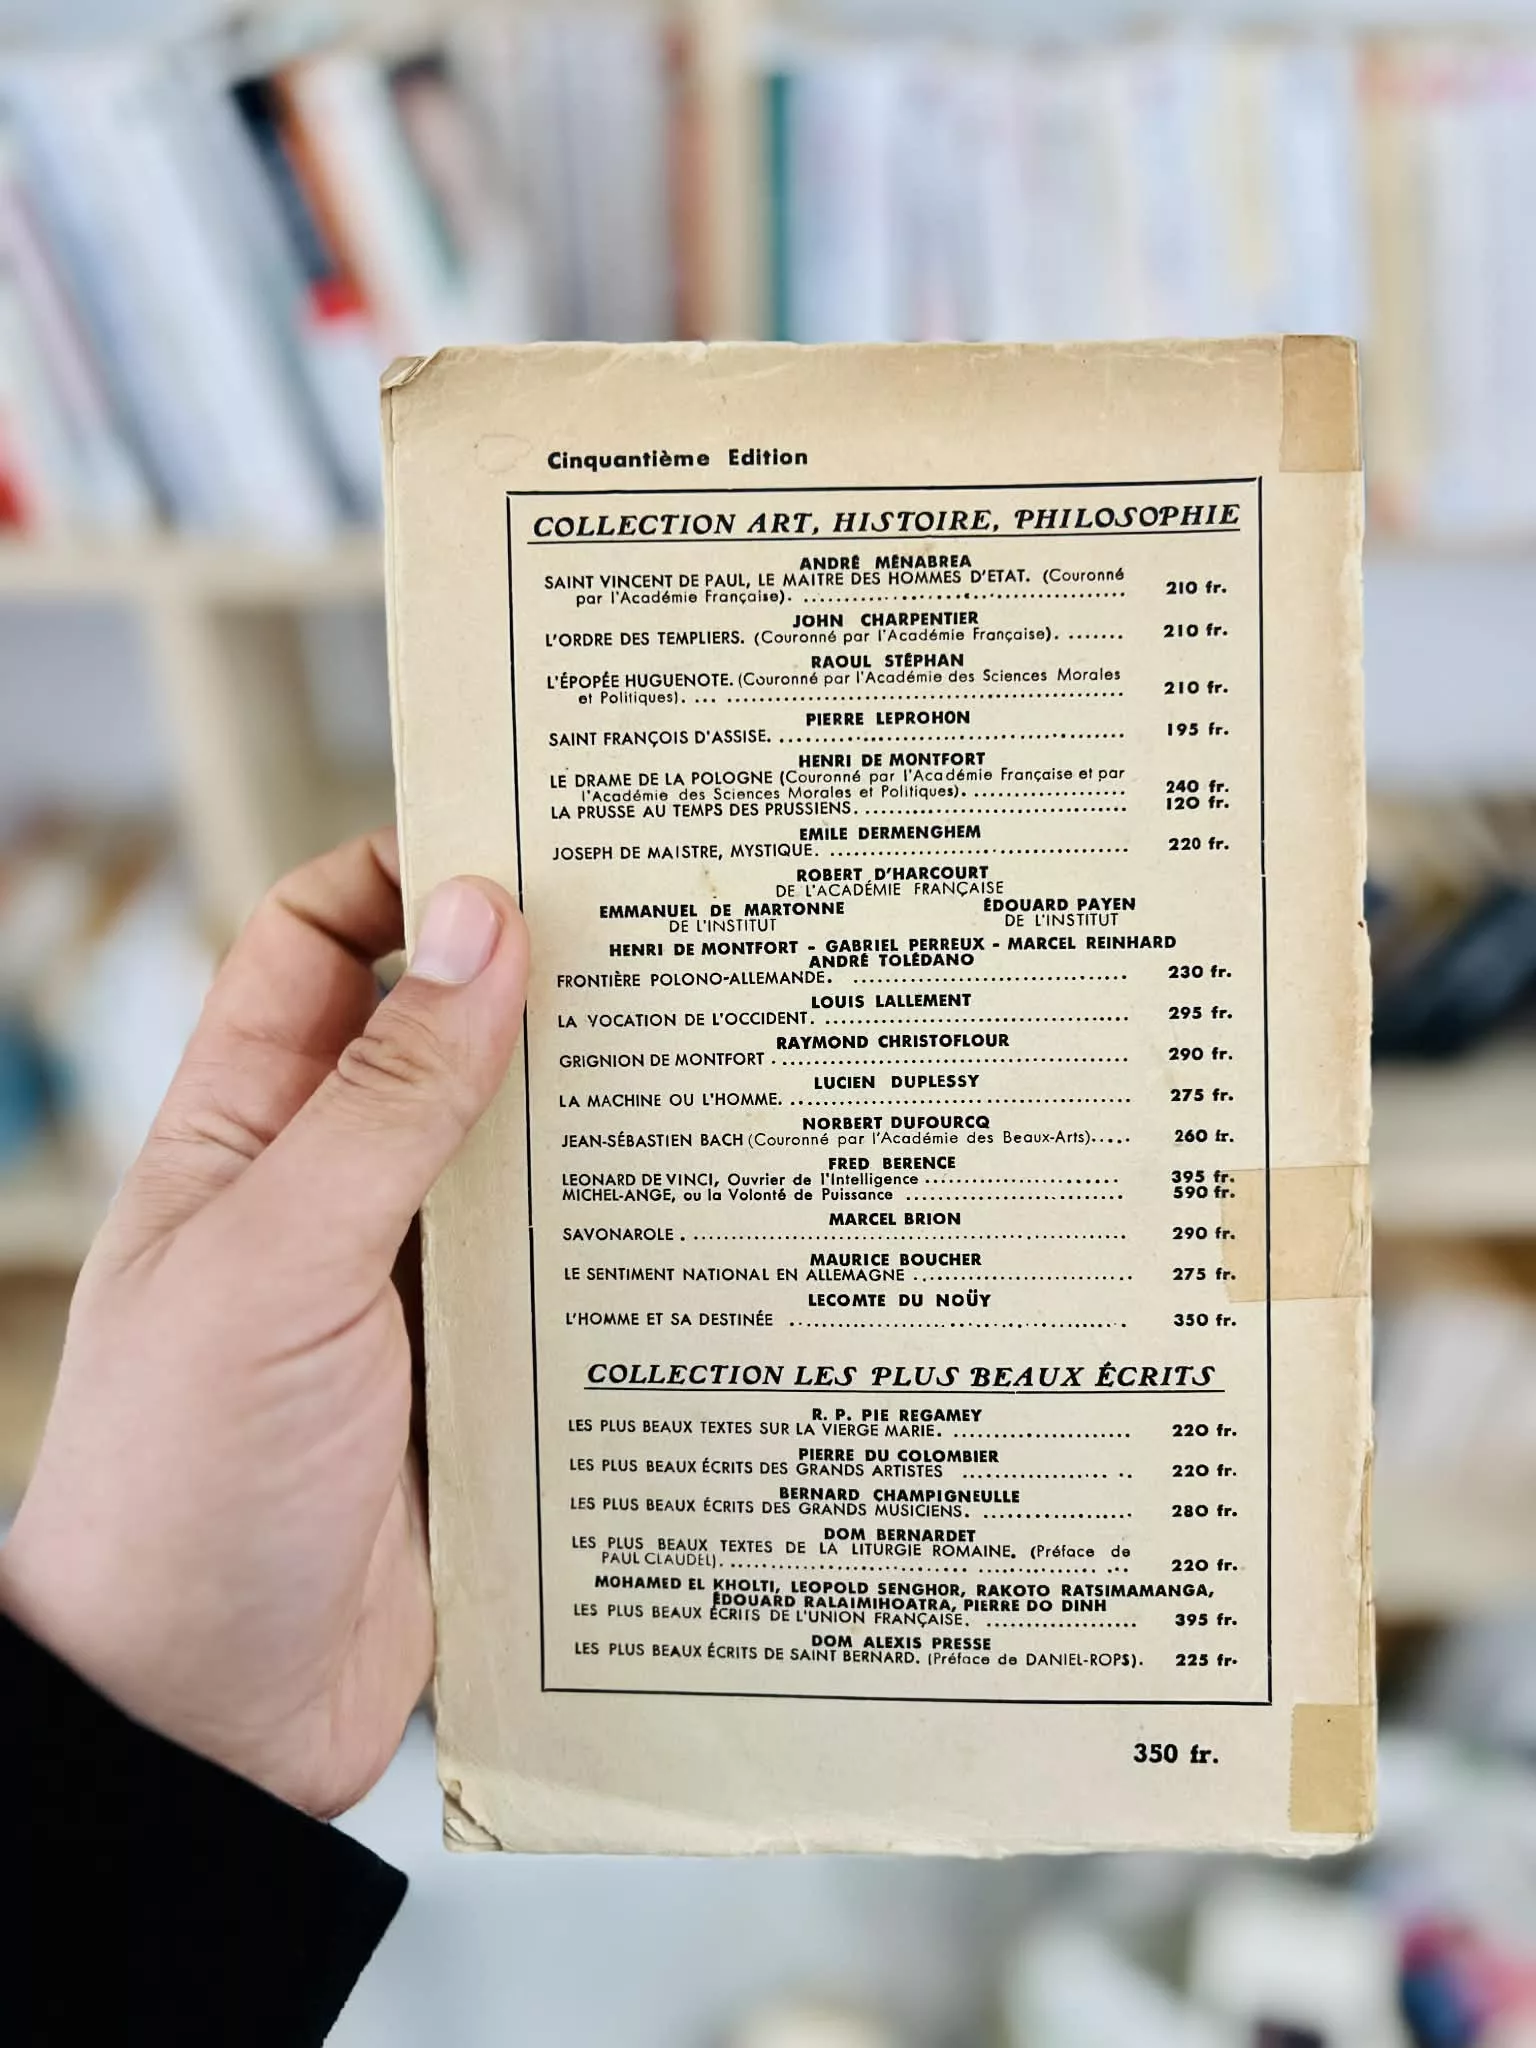 Cinquantième Edition
COLLECTION ART, HISTOIRE, PHILOSOPHIE
ANDRÉ MÉNABREA
SAINT VINCENT DE PAUL, LE MAITRE DES HOMMES D'ETAT. (Couronné
par l'Académie Française). .................................... 210 fr.
JOHN CHARPENTIER
L'ORDRE DES TEMPLIERS. (Couronné par l'Académie Française). ....... 210 fr.
RAOUL STÉPHAN
L'ÉPOPÉE HUGUENOTE. (Couronné par l'Académie des Sciences Morales
et Politiques). ... ............................................. 210 fr.
PIERRE LEPROHON
SAINT FRANÇOIS D'ASSISE. ....................................... 195 fr.
HENRI DE MONTFORT
LE DRAME DE LA POLOGNE (Couronné par l'Académie Française et par
l'Académie des Sciences Morales et Politiques). ................... 240 fr.
LA PRUSSE AU TEMPS DES PRUSSIENS. .............................. 120 fr.
EMILE DERMENGHEM
JOSEPH DE MAISTRE, MYSTIQUE. ................................... 220 fr.
ROBERT D'HARCOURT
DE L'ACADÉMIE FRANÇAISE
EMMANUEL DE MARTONNE ÉDOUARD PAYEN
DE L'INSTITUT DE L'INSTITUT
HENRI DE MONTFORT - GABRIEL PERREUX - MARCEL REINHARD
ANDRÉ TOLÉDANO
FRONTIÈRE POLONO-ALLEMANDE. ................................ 230 fr.
LOUIS LALLEMENT
LA VOCATION DE L'OCCIDENT. ................................... 295 fr.
RAYMOND CHRISTOFLOUR
GRIGNION DE MONTFORT ........................................ 290 fr.
LUCIEN DUPLESSY
LA MACHINE OU L'HOMME. ....................................... 275 fr.
NORBERT DUFOURCQ
JEAN-SÉBASTIEN BACH (Couronné par l'Académie des Beaux-Arts)..... 260 fr.
FRED BERENCE
LEONARD DE VINCI, Ouvrier de l'Intelligence ...................... 395 fr.
MICHEL-ANGE, ou la Volonté de Puissance ......................... 590 fr.
MARCEL BRION
SAVONAROLE . ................................................. 290 fr.
MAURICE BOUCHER
LE SENTIMENT NATIONAL EN ALLEMAGNE ............................ 275 fr.
LECOMTE DU NOÜY
L'HOMME ET SA DESTINÉE ...................................... 350 fr.
COLLECTION LES PLUS BEAUX ÉCRITS
R. P. PIE REGAMEY
LES PLUS BEAUX TEXTES SUR LA VIERGE MARIE. ...................... 220 fr.
PIERRE DU COLOMBIER
LES PLUS BEAUX ÉCRITS DES GRANDS ARTISTES .................. .. 220 fr.
BERNARD CHAMPIGNEULLE
LES PLUS BEAUX ÉCRITS DES GRANDS MUSICIENS. ................... 280 fr.
DOM BERNARDET
LES PLUS BEAUX TEXTES DE LA LITURGIE ROMAINE. (Préface de
PAUL CLAUDEL). ............................ .............. ... 220 fr.
MOHAMED EL KHOLTI, LEOPOLD SENGHOR, RAKOTO RATSIMAMANGA,
ÉDOUARD RALAIMIHOATRA, PIERRE DO DINH
LES PLUS BEAUX ÉCRITS DE L'UNION FRANÇAISE. ................... 395 fr.
DOM ALEXIS PRESSE
LES PLUS BEAUX ÉCRITS DE SAINT BERNARD. (Préface de DANIEL-ROPS). 225 fr.
350 fr.